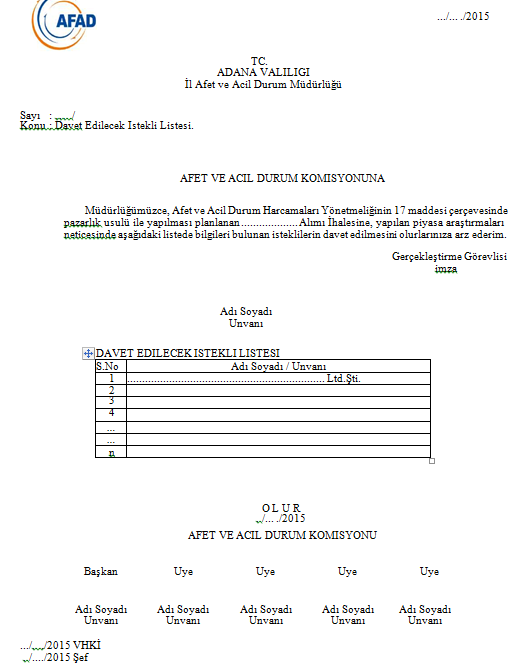 AFAD
.../... ./2015
TC.
ADANA VALILIGI
İl Afet ve Acil Durum Müdürlüğü
Sayı : ..../
Konu : Davet Edilecek Istekli Listesi.
AFET VE ACIL DURUM KOMISYONUNA
Müdürlüğümüzce, Afet ve Acil Durum Harcamaları Yönetmeliğinin 17 maddesi çerçevesinde
pazarlık usulü ile yapılması planlanan...................Alımı İhalesine, yapılan piyasa araştırmaları
neticesinde aşağıdaki listede bilgileri bulunan isteklilerin davet edilmesini olurlarınıza arz ederim.
Gerçekleştirme Görevlisi
imza
Adı Soyadı
Unvanı
DAVET EDILECEK ISTEKLI LISTESI
S.No Adı Soyadı / Unvanı
1 .................................................................. Ltd.Şti.
2
3
4
...
...
n
O L U R
../... ./2015
AFET VE ACIL DURUM KOMISYONU
Başkan Uye Uye Uye Uye
Adı Soyadı Adı Soyadı Adı Soyadı Adı Soyadı Adı Soyadı
Unvanı Unvanı Unvanı Unvanı Unvanı
.../..../2015 VHKİ
../..../2015 Şef